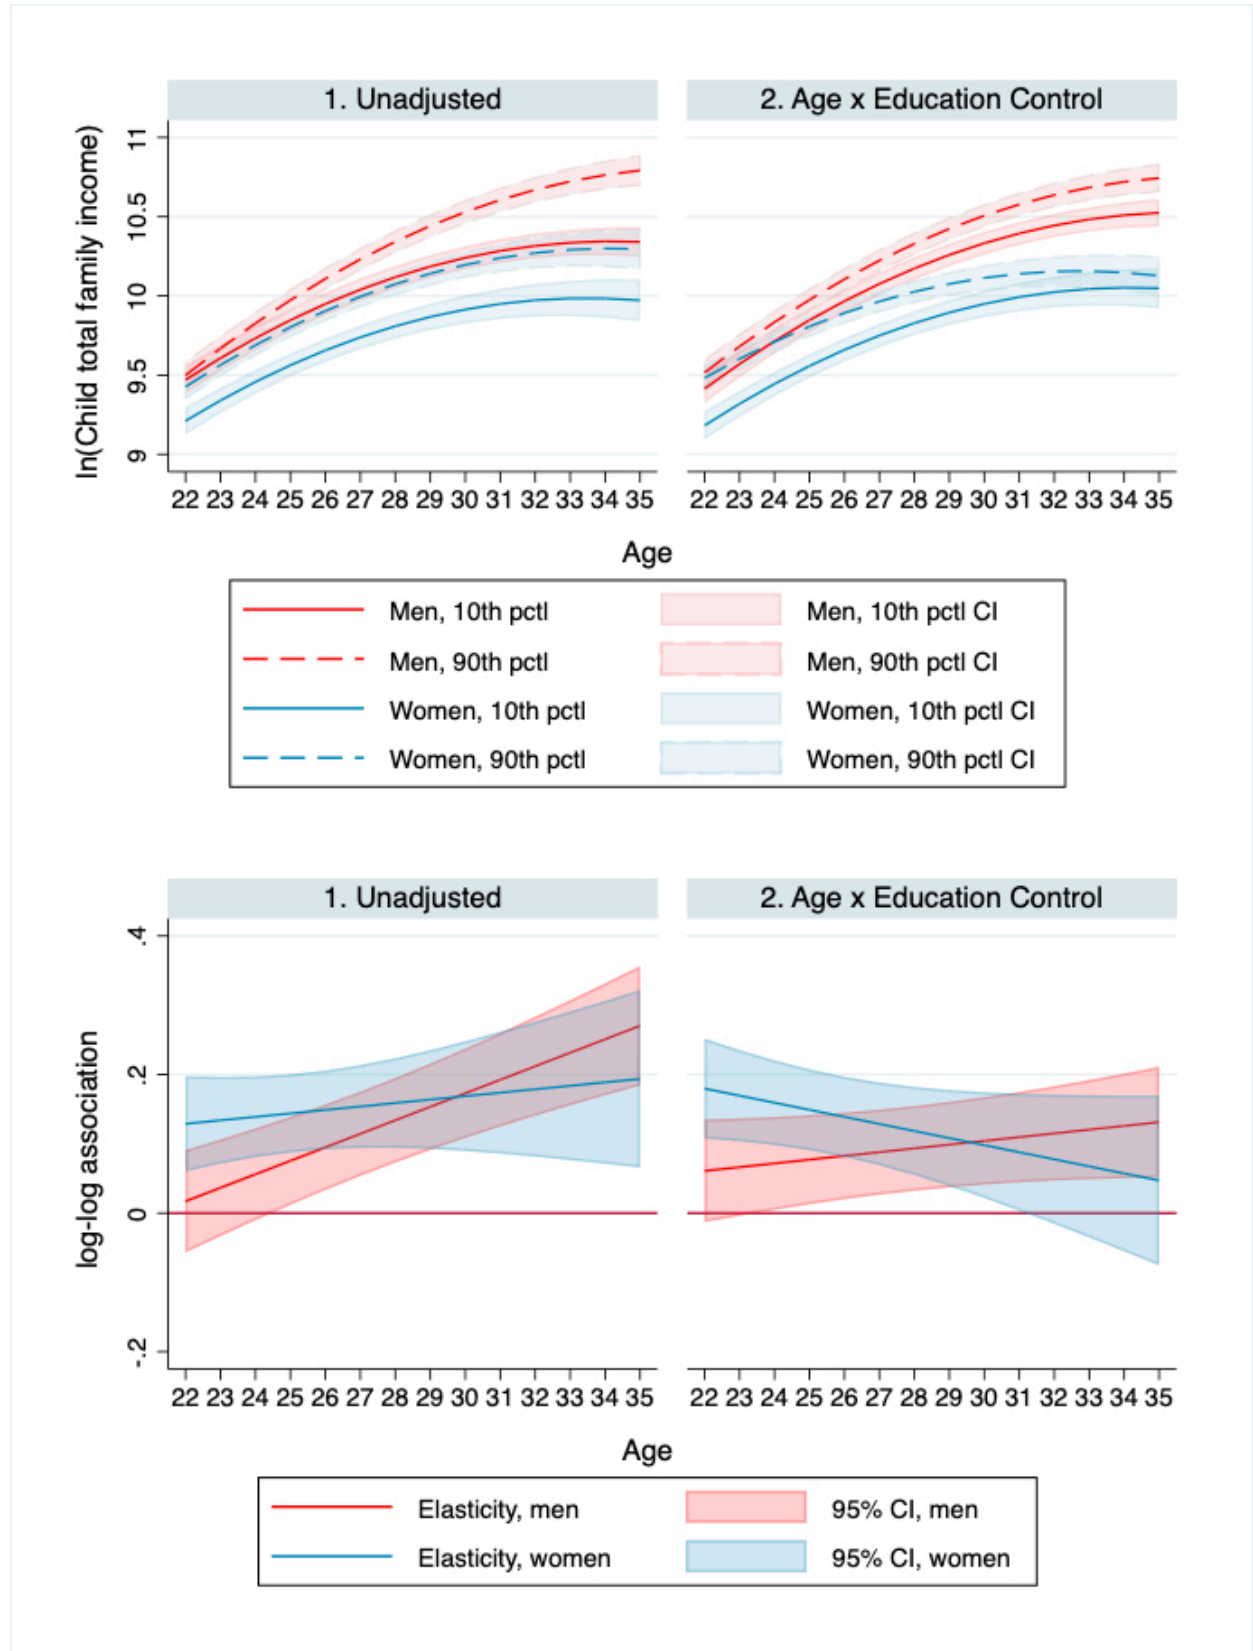 1. Unadjusted
2. Age x Education Control
ln(Child total family income)
11
10.5
10
9.5
9
22 23 24 25 26 27 28 29 30 31 32 33 34 35
22 23 24 25 26 27 28 29 30 31 32 33 34 35
Age
Men, 10th pctl
Men, 10th pctl CI
Men, 90th pctl
Men, 90th pctl CI
Women, 10th pctl
Women, 10th pctl CI
Women, 90th pctl
Women, 90th pctl CI
1. Unadjusted
2. Age x Education Control
log-log association
.4
.2
0
-.2
22 23 24 25 26 27 28 29 30 31 32 33 34 35
22 23 24 25 26 27 28 29 30 31 32 33 34 35
Age
Elasticity, men
95% CI, men
Elasticity, women
95% CI, women